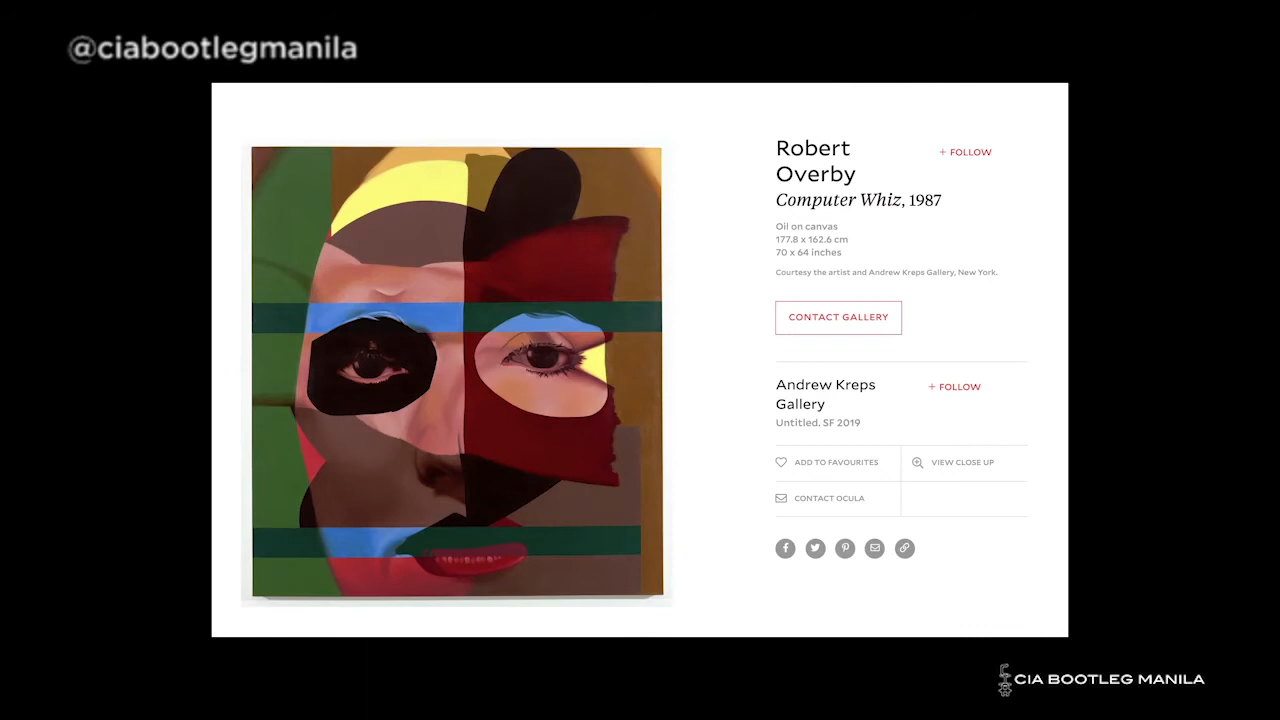 @ciabootlegmanila
Robert
Overby
+ FOLLOW
Computer Whiz, 1987
Oil on canvas
177.8 x 162.6 cm
70 x 64 inches
Courtesy the artist and Andrew Kreps Gallery, New York.
CONTACT GALLERY
Andrew Kreps
Gallery
+ FOLLOW
Untitled. SF 2019
ADD TO FAVOURITES
VIEW CLOSE UP
CONTACT OCULA
CIA BOOTLEG MANILA